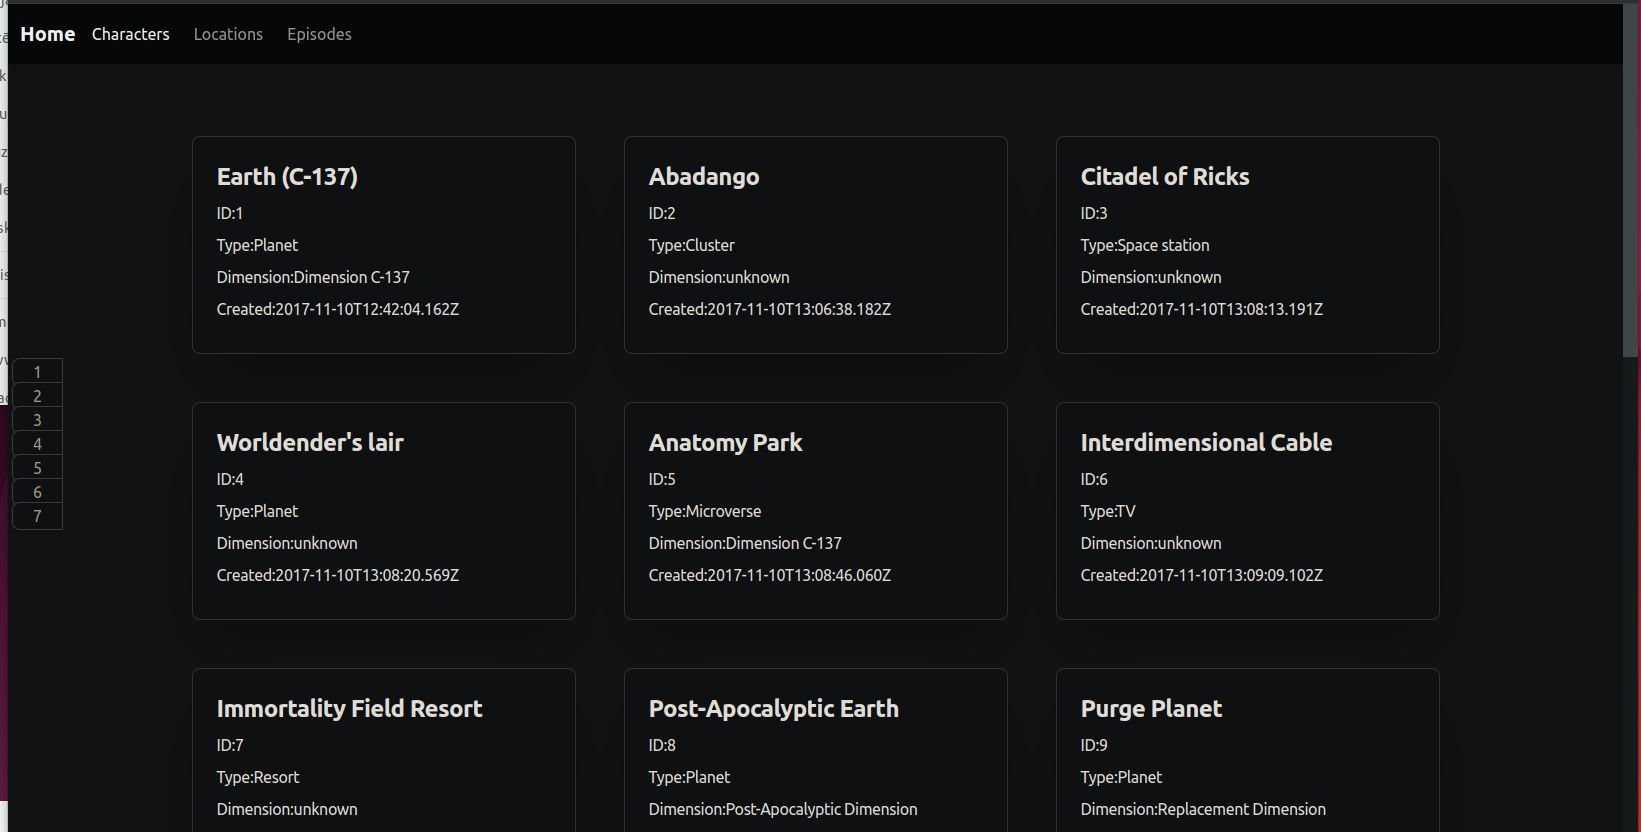 Home Characters Locations Episodes
Earth (C-137)
ID:1
Type:Planet
Dimension:Dimension C-137
Created:2017-11-10T12:42:04.162Z
Abadango
ID:2
Type:Cluster
Dimension:unknown
Created:2017-11-10T13:06:38.182Z
Citadel of Ricks
ID:3
Type:Space station
Dimension:unknown
Created:2017-11-10T13:08:13.191Z
1
2
3
4
5
6
7
Worldender's lair
ID:4
Type:Planet
Dimension:unknown
Created:2017-11-10T13:08:20.569Z
Anatomy Park
ID:5
Type:Microverse
Dimension:Dimension C-137
Created:2017-11-10T13:08:46.060Z
Interdimensional Cable
ID:6
Type:TV
Dimension:unknown
Created:2017-11-10T13:09:09.102Z
Immortality Field Resort
ID:7
Type:Resort
Dimension:unknown
Post-Apocalyptic Earth
ID:8
Type:Planet
Dimension:Post-Apocalyptic Dimension
Purge Planet
ID:9
Type:Planet
Dimension:Replacement Dimension